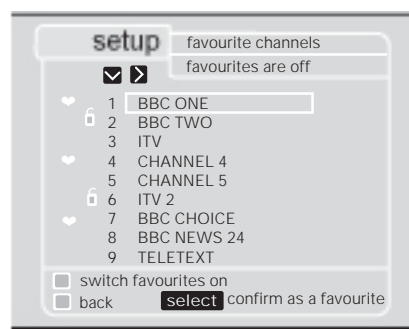 setup
favourite channels
favourites are off
1 BBC ONE
2 BBC TWO
3 ITV
4 CHANNEL 4
5 CHANNEL 5
6 ITV 2
7 BBC CHOICE
8 BBC NEWS 24
9 TELETEXT
switch favourites on
back select confirm as a favourite